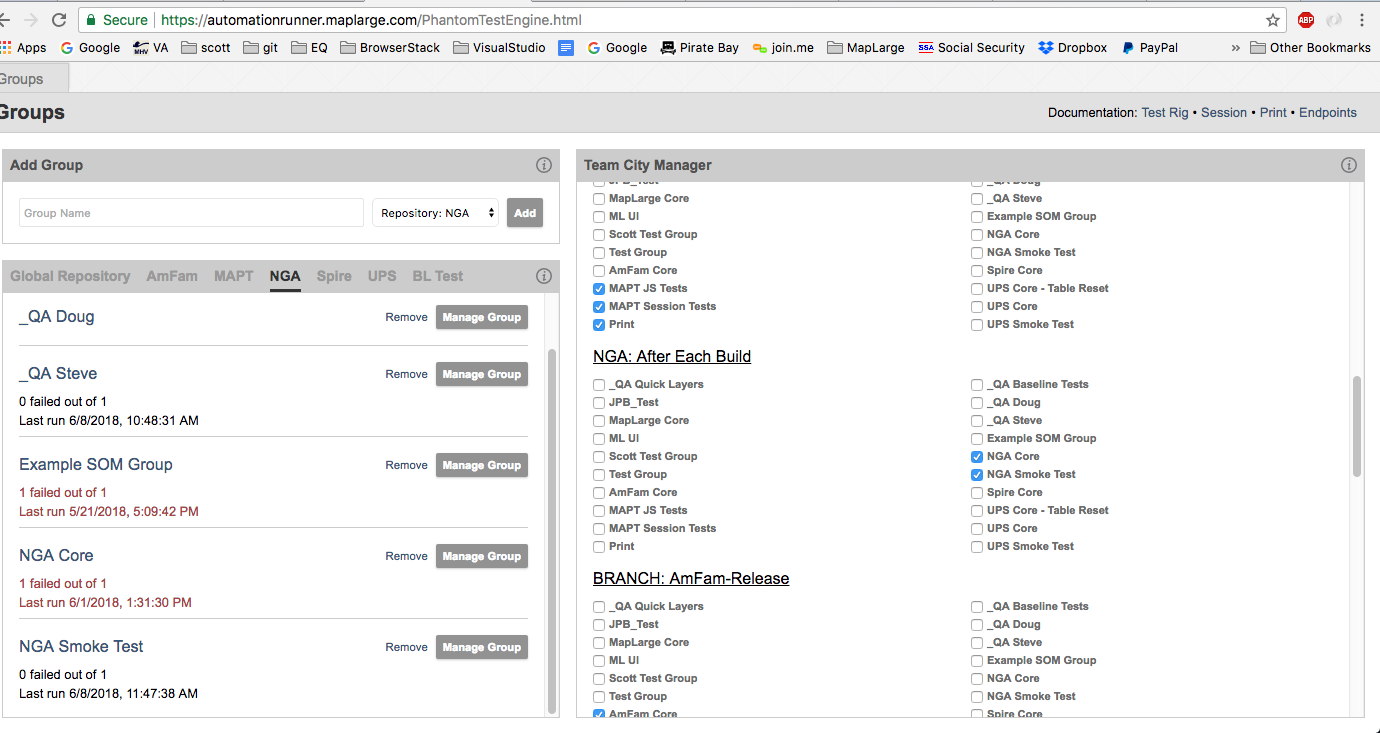 Secure https://automationrunner.maplarge.com/PhantomTestEngine.html ABP
Apps Google VA scott git EQ BrowserStack VisualStudio Google Pirate Bay join.me MapLarge SSA Social Security Dropbox PayPal » Other Bookmarks
Groups
Groups
Documentation: Test Rig • Session • Print • Endpoints
Add Group
Group Name Repository: NGA Add
Global Repository AmFam MAPT NGA Spire UPS BL Test
_QA Doug Remove Manage Group
_QA Steve Remove Manage Group
0 failed out of 1
Last run 6/8/2018, 10:48:31 AM
Example SOM Group Remove Manage Group
1 failed out of 1
Last run 5/21/2018, 5:09:42 PM
NGA Core Remove Manage Group
1 failed out of 1
Last run 6/1/2018, 1:31:30 PM
NGA Smoke Test Remove Manage Group
0 failed out of 1
Last run 6/8/2018, 11:47:38 AM
Team City Manager
JPB_Test _QA Doug
MapLarge Core _QA Steve
ML UI Example SOM Group
Scott Test Group NGA Core
Test Group NGA Smoke Test
AmFam Core Spire Core
MAPT JS Tests UPS Core - Table Reset
MAPT Session Tests UPS Core
Print UPS Smoke Test
NGA: After Each Build
_QA Quick Layers _QA Baseline Tests
JPB_Test _QA Doug
MapLarge Core _QA Steve
ML UI Example SOM Group
Scott Test Group NGA Core
Test Group NGA Smoke Test
AmFam Core Spire Core
MAPT JS Tests UPS Core - Table Reset
MAPT Session Tests UPS Core
Print UPS Smoke Test
BRANCH: AmFam-Release
_QA Quick Layers _QA Baseline Tests
JPB_Test _QA Doug
MapLarge Core _QA Steve
ML UI Example SOM Group
Scott Test Group NGA Core
Test Group NGA Smoke Test
AmFam Core Spire Core